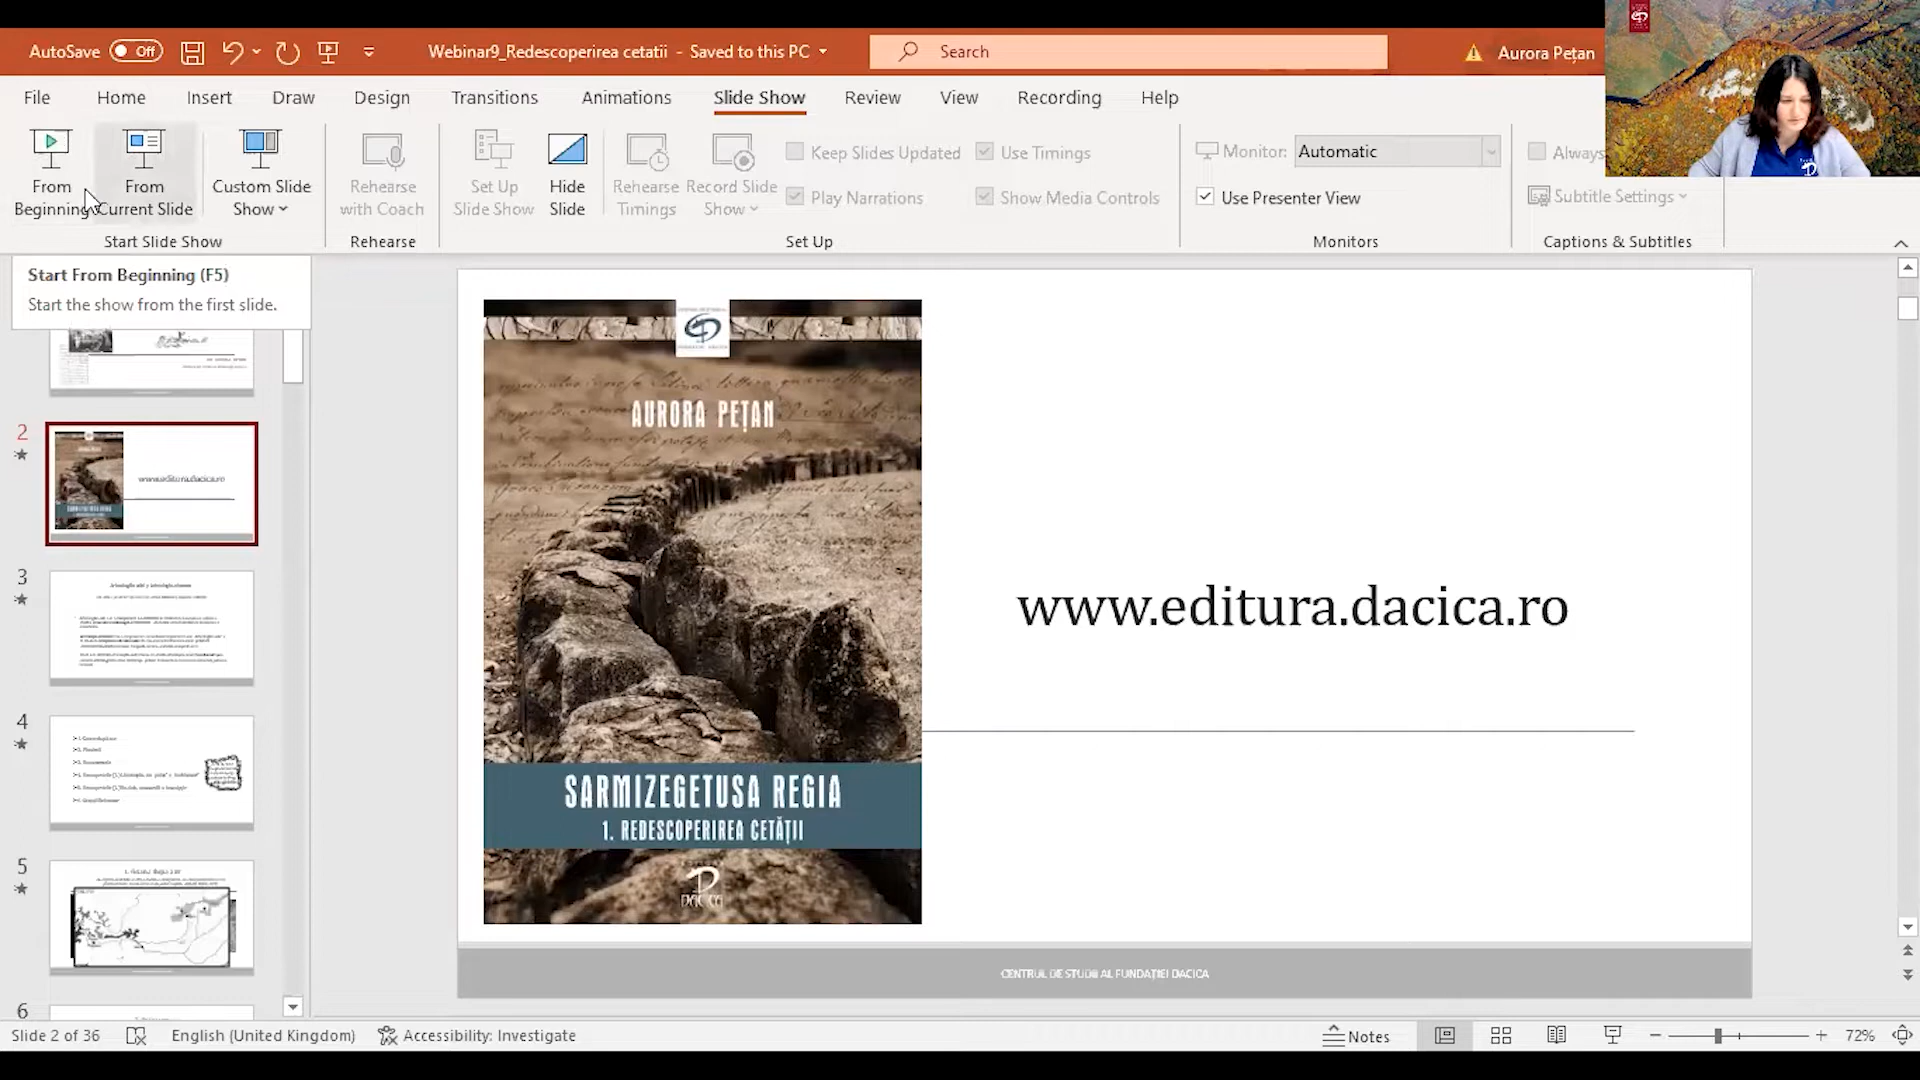 AutoSave Off
Webinar9_Redescoperirea cetatii - Saved to this PC
Search
Aurora Pețan
File Home Insert Draw Design Transitions Animations Slide Show Review View Recording Help
From Beginning
From Current Slide
Custom Slide Show
Rehearse with Coach
Set Up Slide Show
Hide Slide
Rehearse Timings
Record Slide Show
Keep Slides Updated
Play Narrations
Use Timings
Show Media Controls
Monitor: Automatic
Use Presenter View
Always
Subtitle Settings
Start Slide Show
Rehearse
Set Up
Monitors
Captions & Subtitles
Start From Beginning (F5)
Start the show from the first slide.
2
www.editura.dacica.ro
3
4
5
6
AURORA PEȚAN
SARMIZEGETUSA REGIA
1. REDESCOPERIREA CETĂȚII
DACICA
www.editura.dacica.ro
CENTRUL DE STUDII AL FUNDAȚIEI DACICA
Slide 2 of 36
English (United Kingdom)
Accessibility: Investigate
Notes
72%